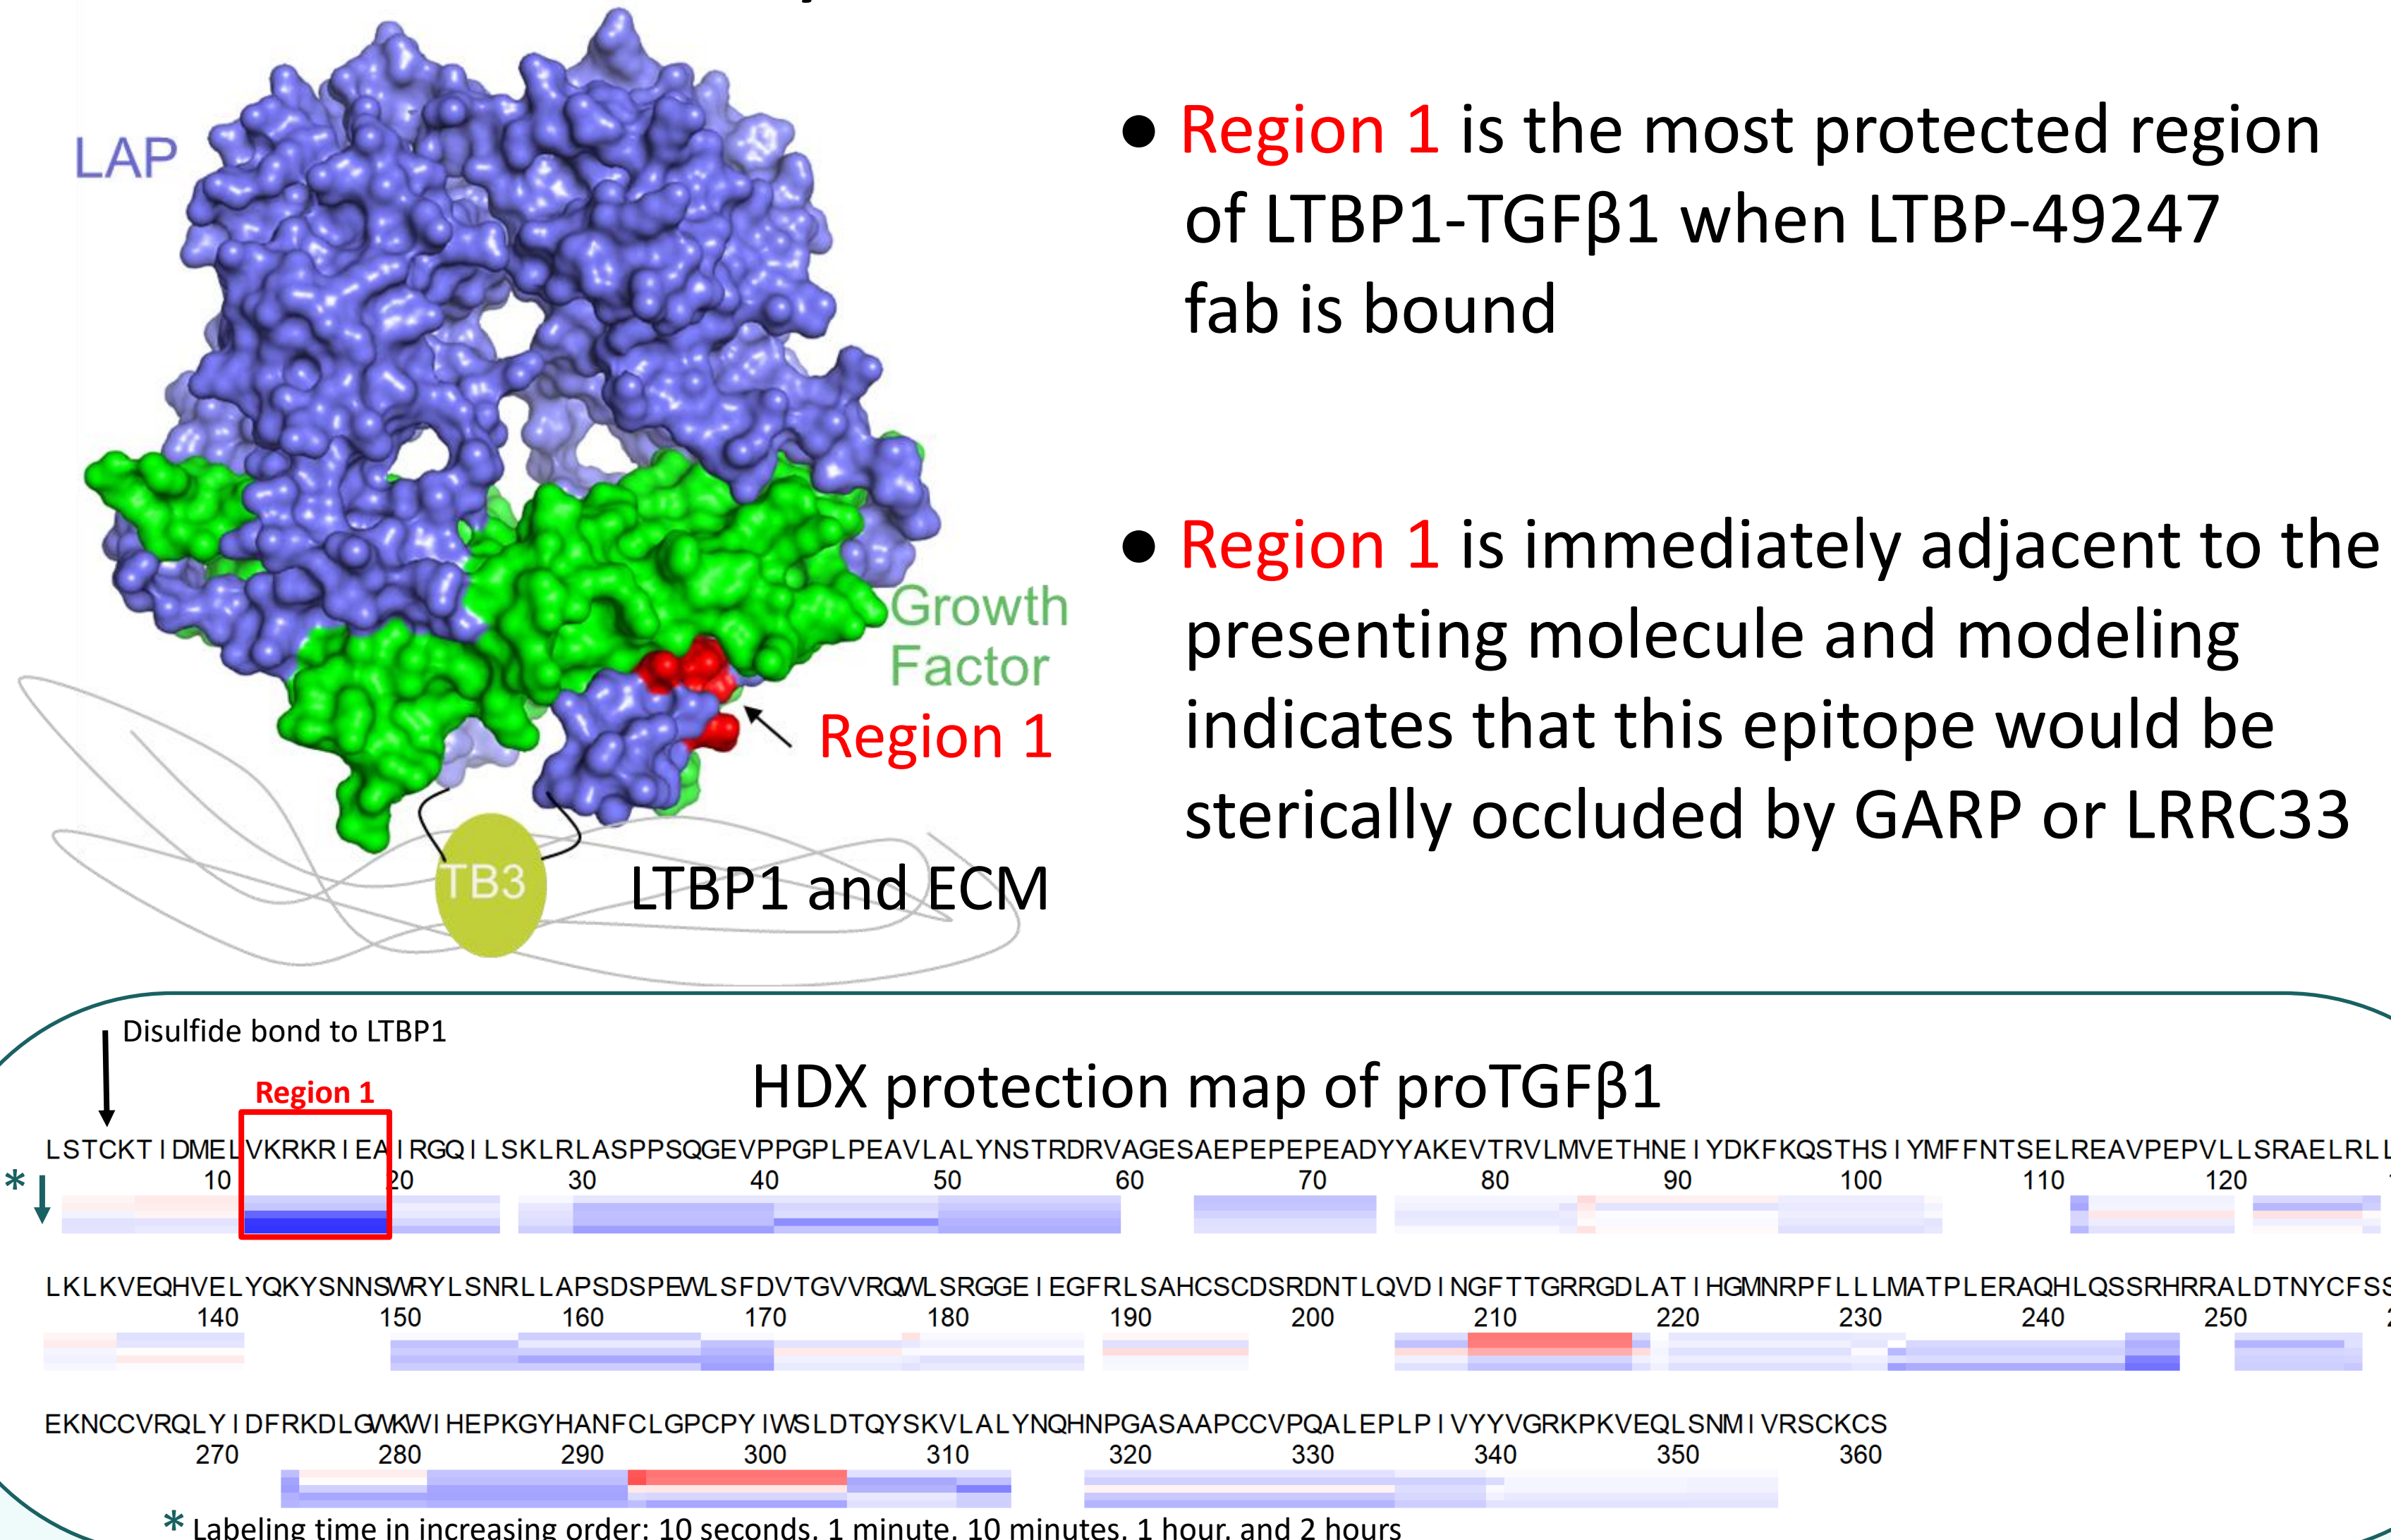 LAP
Growth
Factor
Region 1
TB3
LTBP1 and ECM
● Region 1 is the most protected region
of LTBP1-TGFβ1 when LTBP-49247
fab is bound
● Region 1 is immediately adjacent to the
presenting molecule and modeling
indicates that this epitope would be
sterically occluded by GARP or LRRC33
Disulfide bond to LTBP1
Region 1
HDX protection map of proTGFβ1
LSTCKTIDMELVKRKRIEAIRGQILSKLRLASPPSQGEVPPGPLPEAVLALYNSTRDRVAGESAEPEPEPEADYYAKEVTRVLMVETHNEIYDKFKQSTHSIYMFFNTSELREAVPEPVLLSRAELRLL
* 10 20 30 40 50 60 70 80 90 100 110 120
LKLKVEQHVELYQKYSNNSWRYLSNRLLAPSDSPEWLSFDVTGVVRQWLSRGGEIEGFRLSAHCSCDSRDNTLQVDINGFTTGRRGDLATIHGMNRPFLLLMATPLERAQHLQSSRHRRALDTNYCFSS
140 150 160 170 180 190 200 210 220 230 240 250
EKNCCVRQLYIDFRKDLGWKWIHEPKGYHANFCLGPCPYIWSLDTQYSKVLALYNQHNPGASAAPCCVPQALEPLPIVYYVGRKPKVEQLSNMIVRSCKCS
270 280 290 300 310 320 330 340 350 360
* Labeling time in increasing order: 10 seconds, 1 minute, 10 minutes, 1 hour, and 2 hours